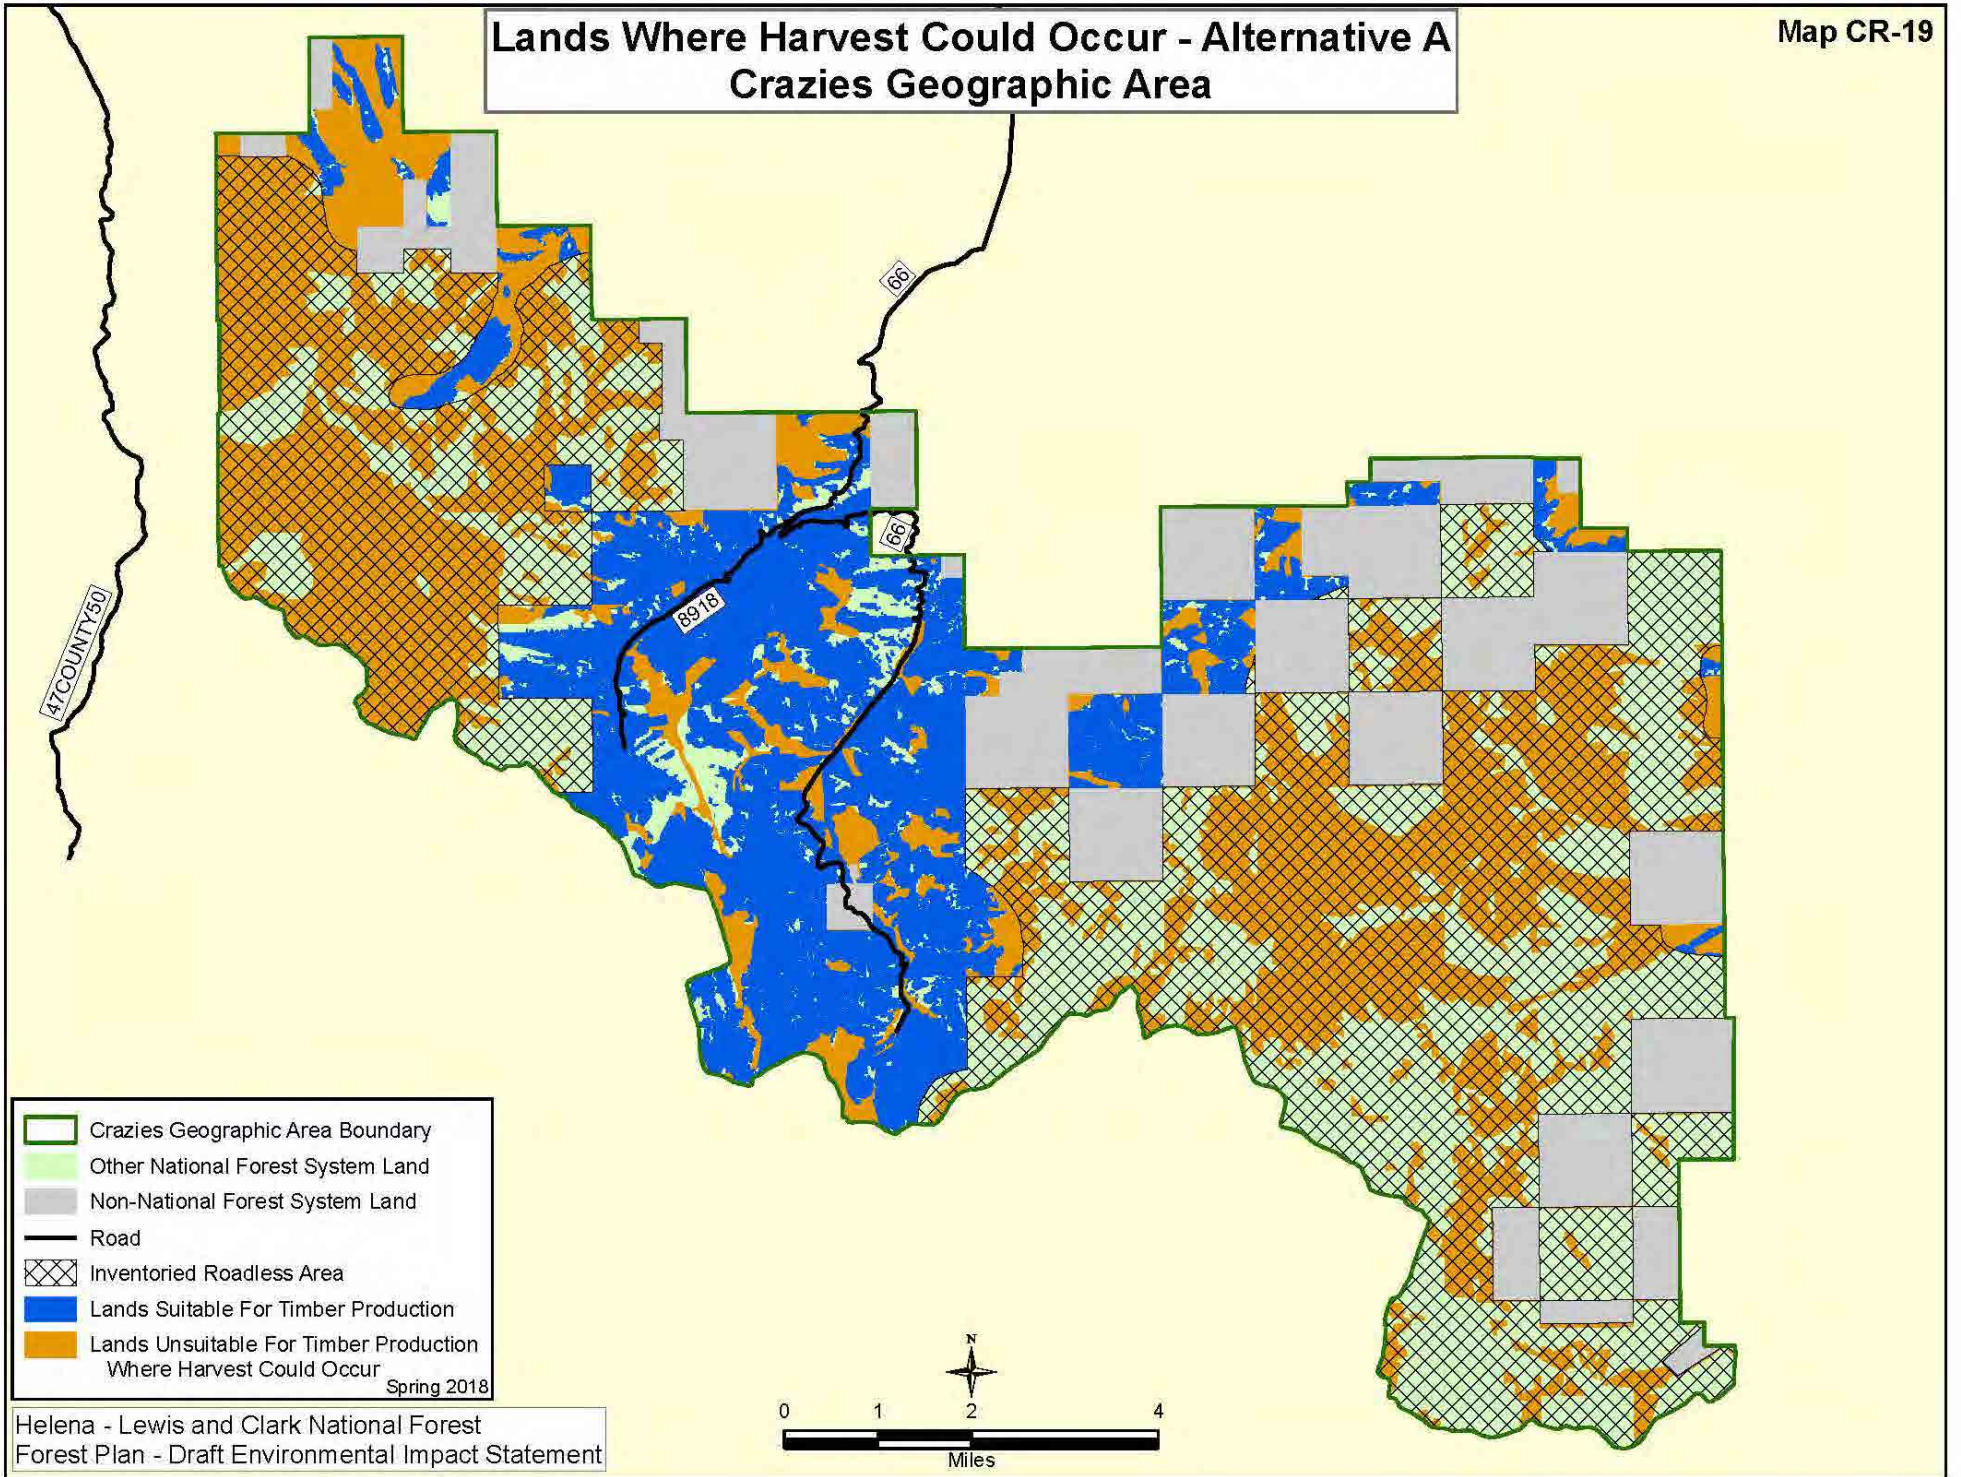 Lands Where Harvest Could Occur - Alternative A
Crazies Geographic Area
Map CR-19
66
66
8918
47COUNTY50
Crazies Geographic Area Boundary
Other National Forest System Land
Non-National Forest System Land
Road
Inventoried Roadless Area
Lands Suitable For Timber Production
Lands Unsuitable For Timber Production
Where Harvest Could Occur
Spring 2018
Helena - Lewis and Clark National Forest
Forest Plan - Draft Environmental Impact Statement
N
0 1 2 4
Miles